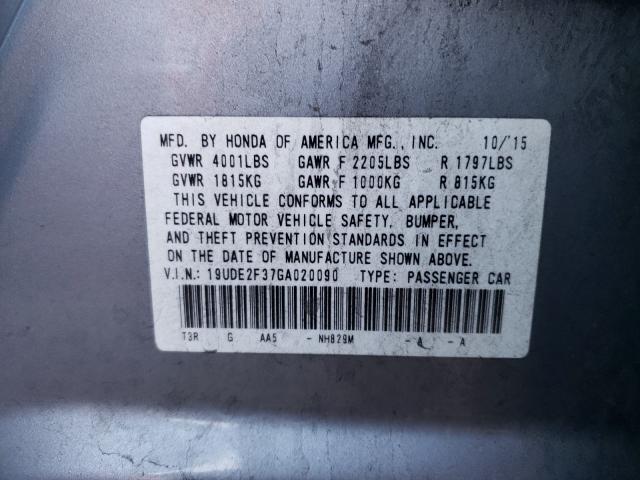 MFD. BY HONDA OF AMERICA MFG., INC. 10/'15
GVWR 4001LBS GAWR F 2205LBS R 1797LBS
GVWR 1815KG GAWR F 1000KG R 815KG
THIS VEHICLE CONFORMS TO ALL APPLICABLE
FEDERAL MOTOR VEHICLE SAFETY, BUMPER,
AND THEFT PREVENTION STANDARDS IN EFFECT
ON THE DATE OF MANUFACTURE SHOWN ABOVE.
V.I.N.: 19UDE2F37GA020090 TYPE: PASSENGER CAR
T3R G AA5 - NH829M - A - A